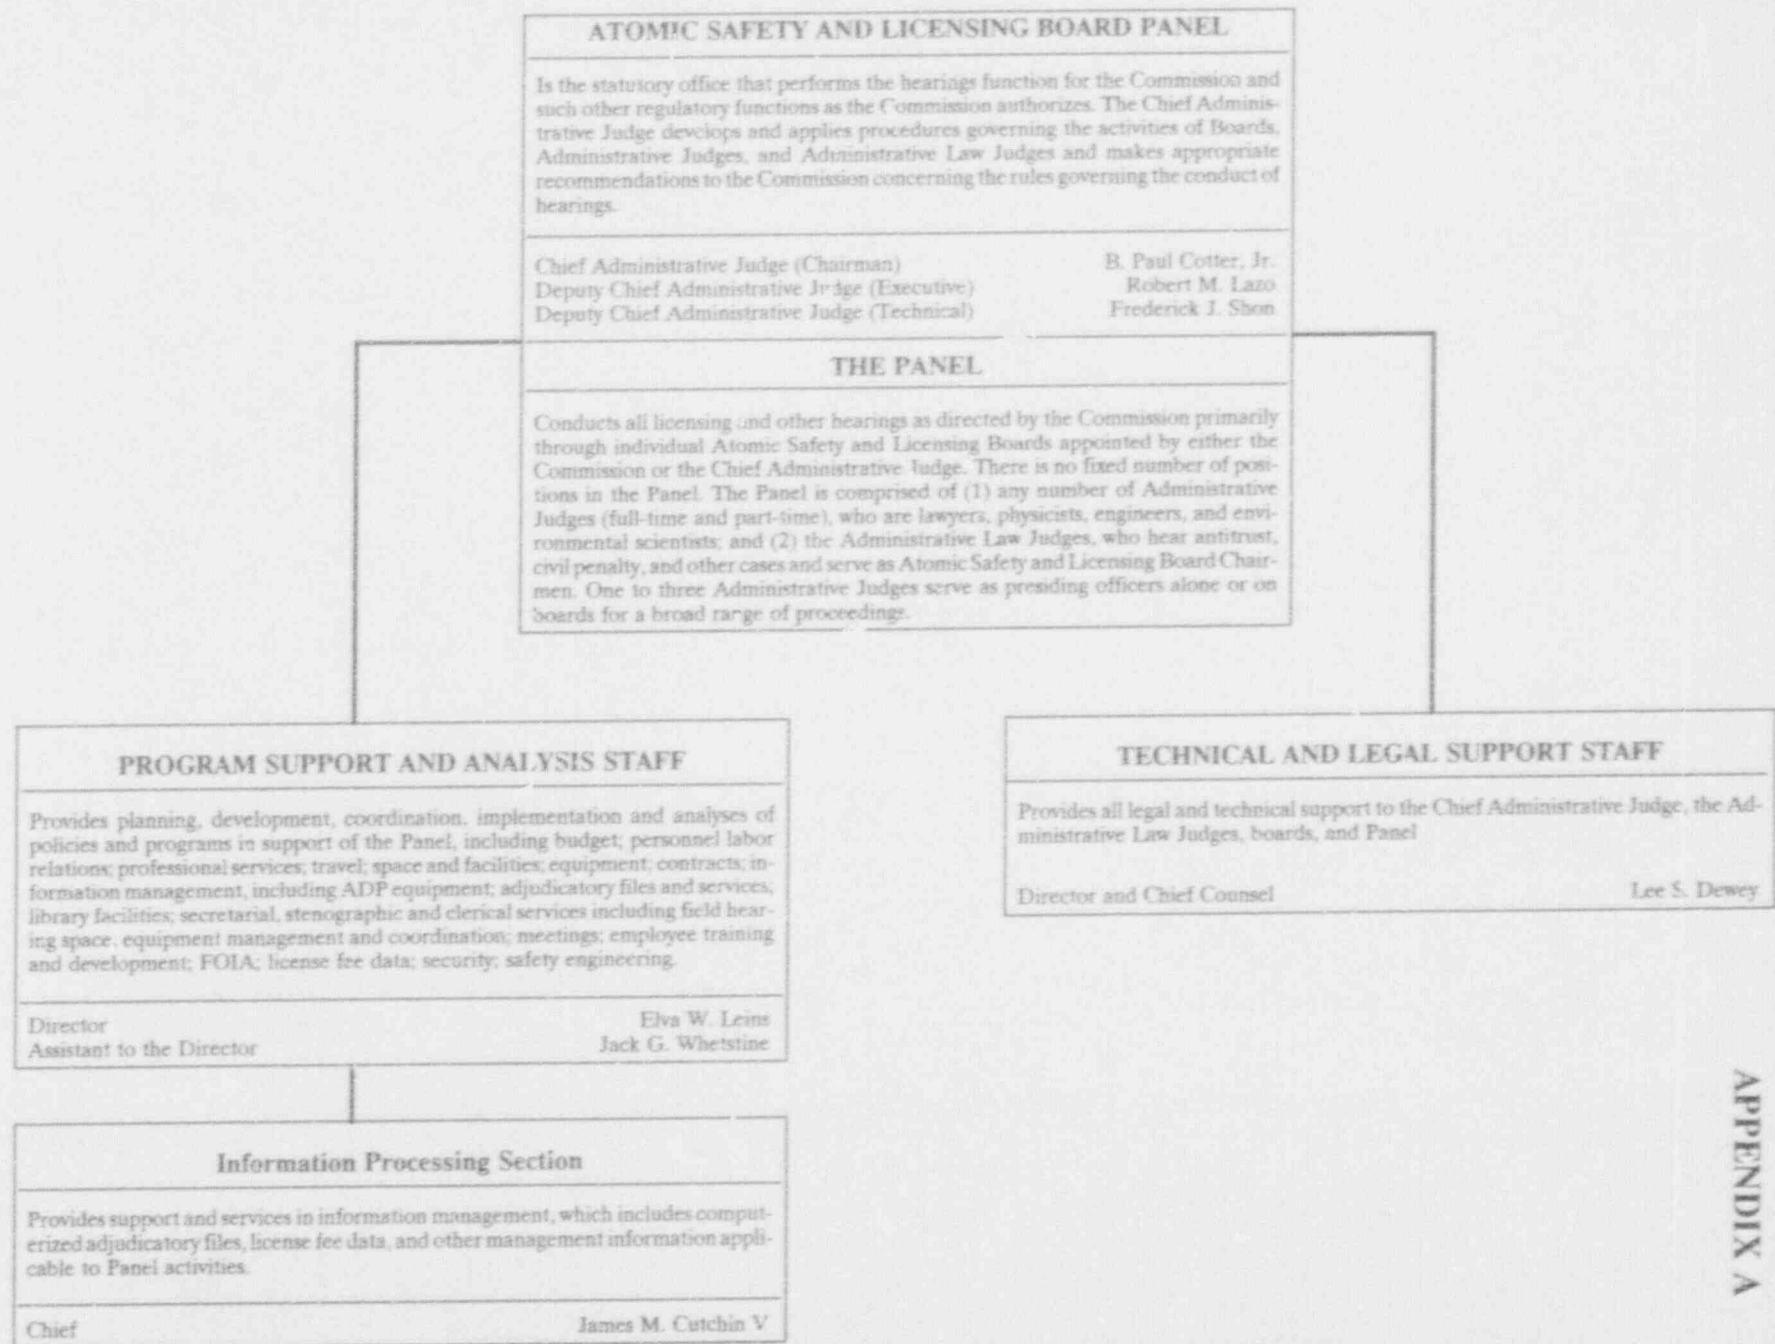 ATOMIC SAFETY AND LICENSING BOARD PANEL
Is the statutory office that performs the hearings function for the Commission and
such other regulatory functions as the Commission authorizes. The Chief Adminis-
trative Judge develops and applies procedures governing the activities of Boards,
Administrative Judges, and Administrative Law Judges and makes appropriate
recommendations to the Commission concerning the rules governing the conduct of
hearings.
Chief Administrative Judge (Chairman) B. Paul Cotter, Jr.
Deputy Chief Administrative Judge (Executive) Robert M. Lazo
Deputy Chief Administrative Judge (Technical) Frederick J. Shon
THE PANEL
Conducts all licensing and other hearings as directed by the Commission primarily
through individual Atomic Safety and Licensing Boards appointed by either the
Commission or the Chief Administrative Judge. There is no fixed number of posi-
tions in the Panel. The Panel is comprised of (1) any number of Administrative
Judges (full-time and part-time), who are lawyers, physicists, engineers, and envi-
ronmental scientists; and (2) the Administrative Law Judges, who hear antitrust,
civil penalty, and other cases and serve as Atomic Safety and Licensing Board Chair-
men. One to three Administrative Judges serve as presiding officers alone or on
boards for a broad range of proceedings.
PROGRAM SUPPORT AND ANALYSIS STAFF
Provides planning, development, coordination, implementation and analyses of
policies and programs in support of the Panel, including budget; personnel labor
relations; professional services; travel; space and facilities; equipment; contracts; in-
formation management, including ADP equipment; adjudicatory files and services;
library facilities; secretarial, stenographic and clerical services including field hear-
ing space, equipment management and coordination; meetings; employee training
and development; FOIA; license fee data; security; safety engineering.
Director Elva W. Leins
Assistant to the Director Jack G. Whetstine
Information Processing Section
Provides support and services in information management, which includes comput-
erized adjudicatory files, license fee data, and other management information appli-
cable to Panel activities.
Chief James M. Cutchin V
TECHNICAL AND LEGAL SUPPORT STAFF
Provides all legal and technical support to the Chief Administrative Judge, the Ad-
ministrative Law Judges, boards, and Panel
Director and Chief Counsel Lee S. Dewey
APPENDIX A